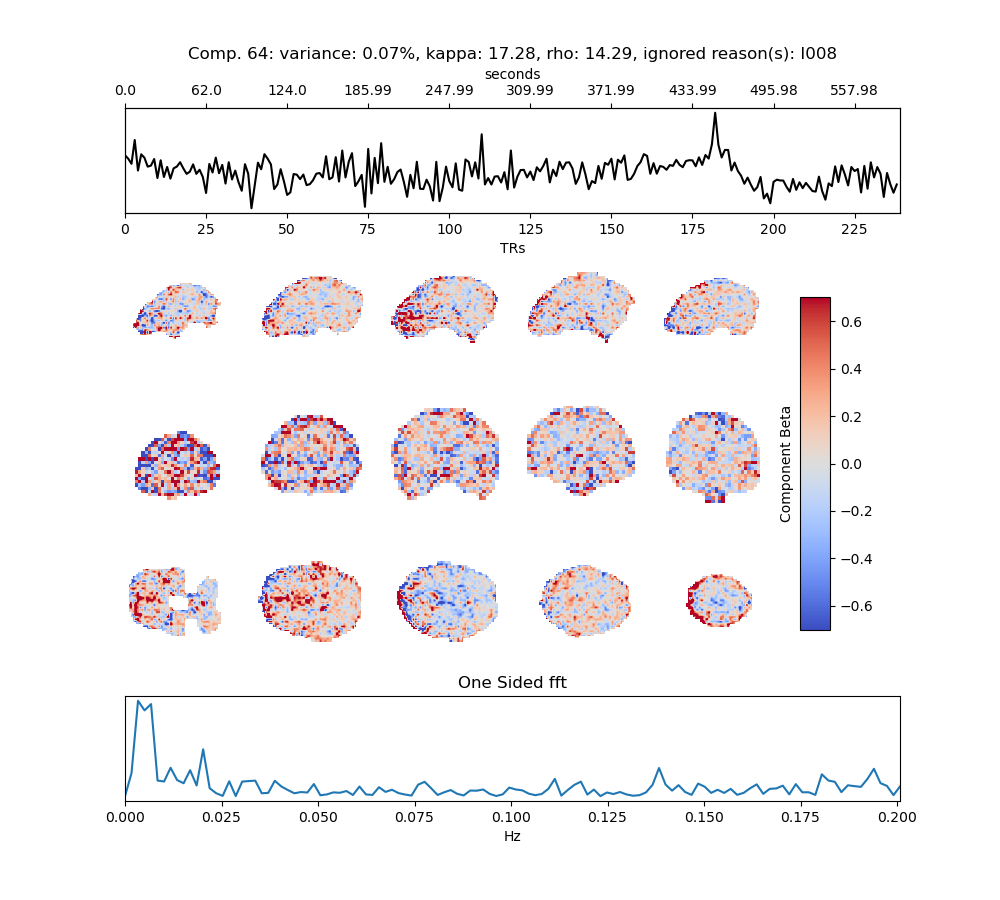 Comp. 64: variance: 0.07%, kappa: 17.28, rho: 14.29, ignored reason(s): I008
seconds
0.0 62.0 124.0 185.99 247.99 309.99 371.99 433.99 495.98 557.98
0 25 50 75 100 125 150 175 200 225
TRs
0.6
0.4
0.2
0.0
−0.2
−0.4
−0.6
Component Beta
One Sided fft
0.000 0.025 0.050 0.075 0.100 0.125 0.150 0.175 0.200
Hz